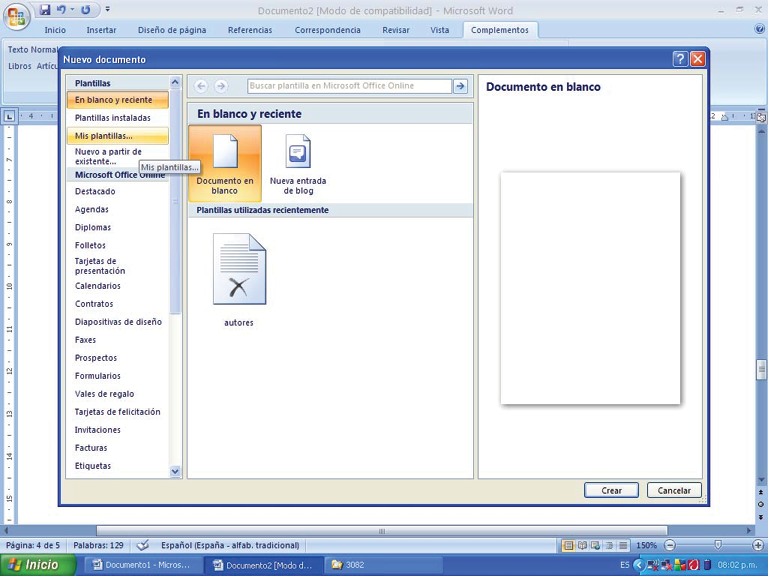 Documento2 [Modo de compatibilidad] - Microsoft Word
Inicio Insertar Diseño de página Referencias Correspondencia Revisar Vista Complementos
Texto Normal
Libros
Nuevo documento
Plantillas
En blanco y reciente
Plantillas instaladas
Mis plantillas...
Nuevo a partir de
existente...
Mis plantillas...
Microsoft Office Online
Destacado
Agendas
Diplomas
Folletos
Tarjetas de
presentación
Calendarios
Contratos
Diapositivas de diseño
Faxes
Prospectos
Formularios
Vales de regalo
Tarjetas de felicitación
Invitaciones
Facturas
Etiquetas
Buscar plantilla en Microsoft Office Online
En blanco y reciente
Documento en
blanco
Nueva entrada
de blog
Plantillas utilizadas recientemente
autores
Documento en blanco
Crear Cancelar
Página: 4 de 5 Palabras: 129 Español (España - alfab. tradicional) 150%
Inicio Documento1 - Micros... Documento2 [Modo d... 3082 ES 08:02 p.m.